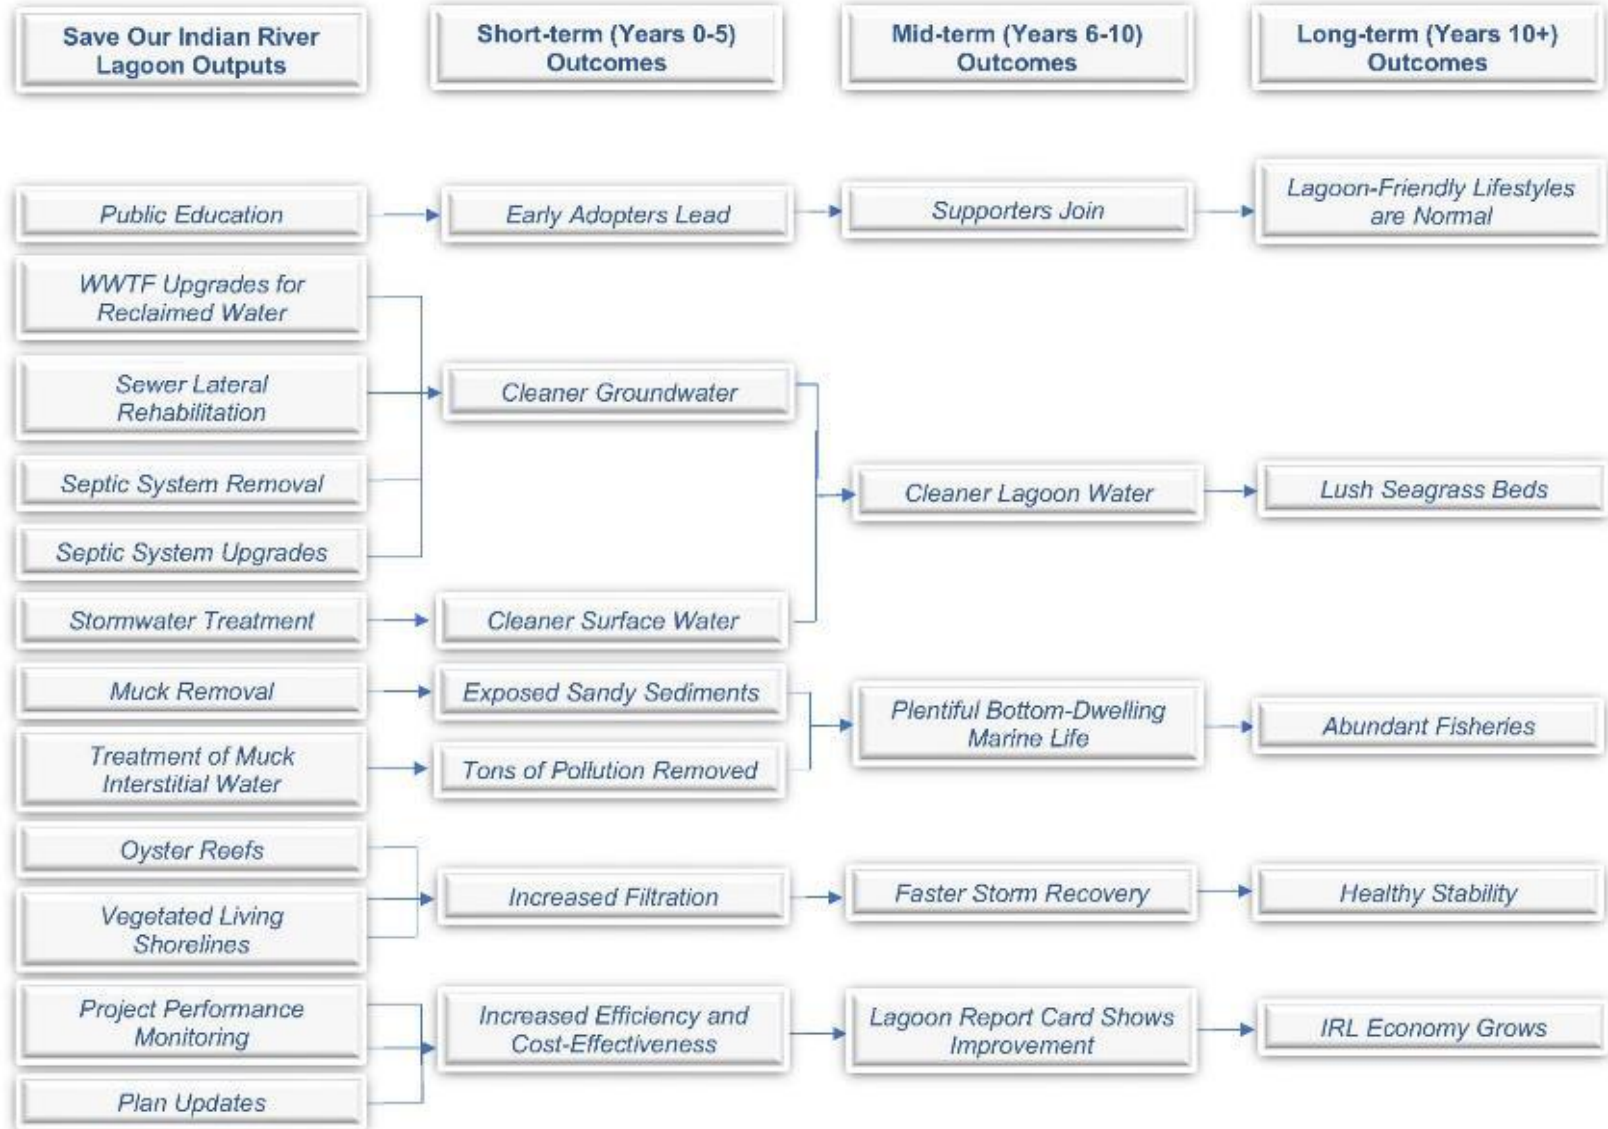 Save Our Indian River
Lagoon Outputs
Short-term (Years 0-5)
Outcomes
Mid-term (Years 6-10)
Outcomes
Long-term (Years 10+)
Outcomes
Public Education
Early Adopters Lead
Supporters Join
Lagoon-Friendly Lifestyles
are Normal
WWTF Upgrades for
Reclaimed Water
Sewer Lateral
Rehabilitation
Cleaner Groundwater
Septic System Removal
Cleaner Lagoon Water
Lush Seagrass Beds
Septic System Upgrades
Stormwater Treatment
Cleaner Surface Water
Muck Removal
Exposed Sandy Sediments
Plentiful Bottom-Dwelling
Marine Life
Abundant Fisheries
Treatment of Muck
Interstitial Water
Tons of Pollution Removed
Oyster Reefs
Increased Filtration
Faster Storm Recovery
Healthy Stability
Vegetated Living
Shorelines
Project Performance
Monitoring
Increased Efficiency and
Cost-Effectiveness
Lagoon Report Card Shows
Improvement
IRL Economy Grows
Plan Updates